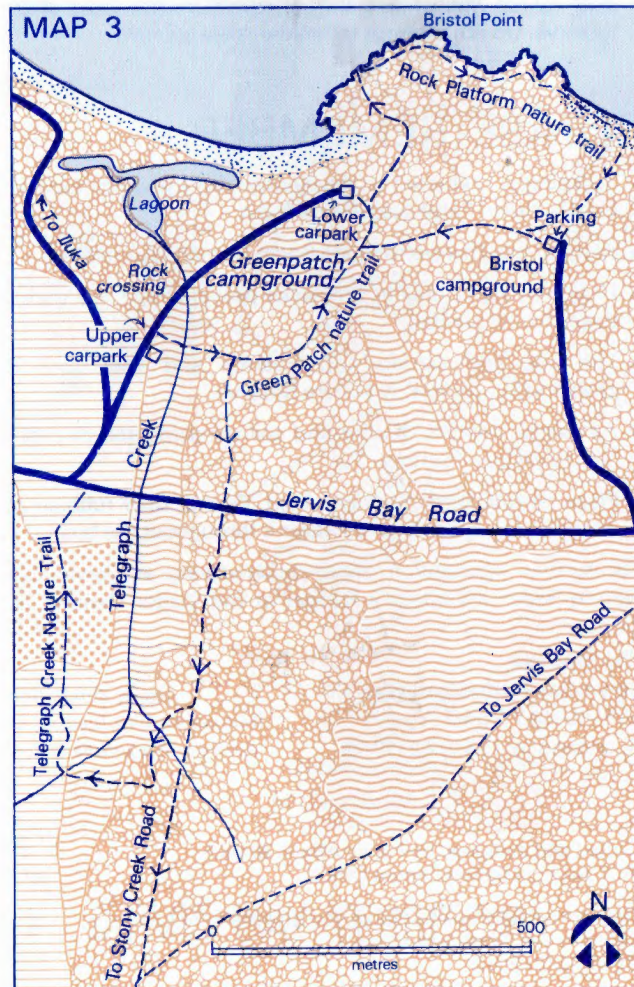 MAP 3
Bristol Point
Rock Platform nature trail
Lagoon
To Iluka
Lower
carpark
Parking
Greenpatch
campground
Bristol
campground
Rock
crossing
Upper
carpark
Green Patch nature trail
Creek
Telegraph
Jervis Bay Road
Telegraph Creek Nature Trail
To Jervis Bay Road
To Stony Creek Road
N
0
500
metres